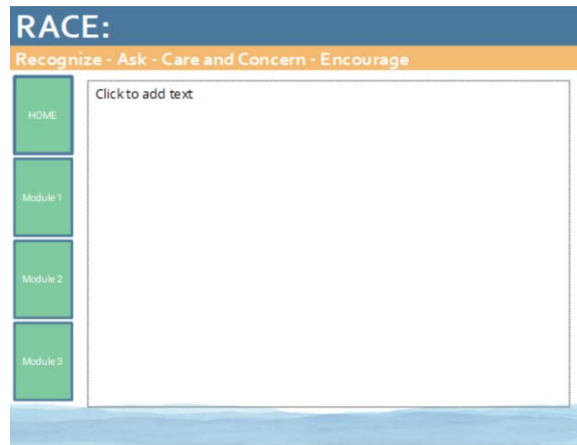 RACE:
Recognize - Ask - Care and Concern - Encourage
HOME
Click to add text
Module 1
Module 2
Module 3